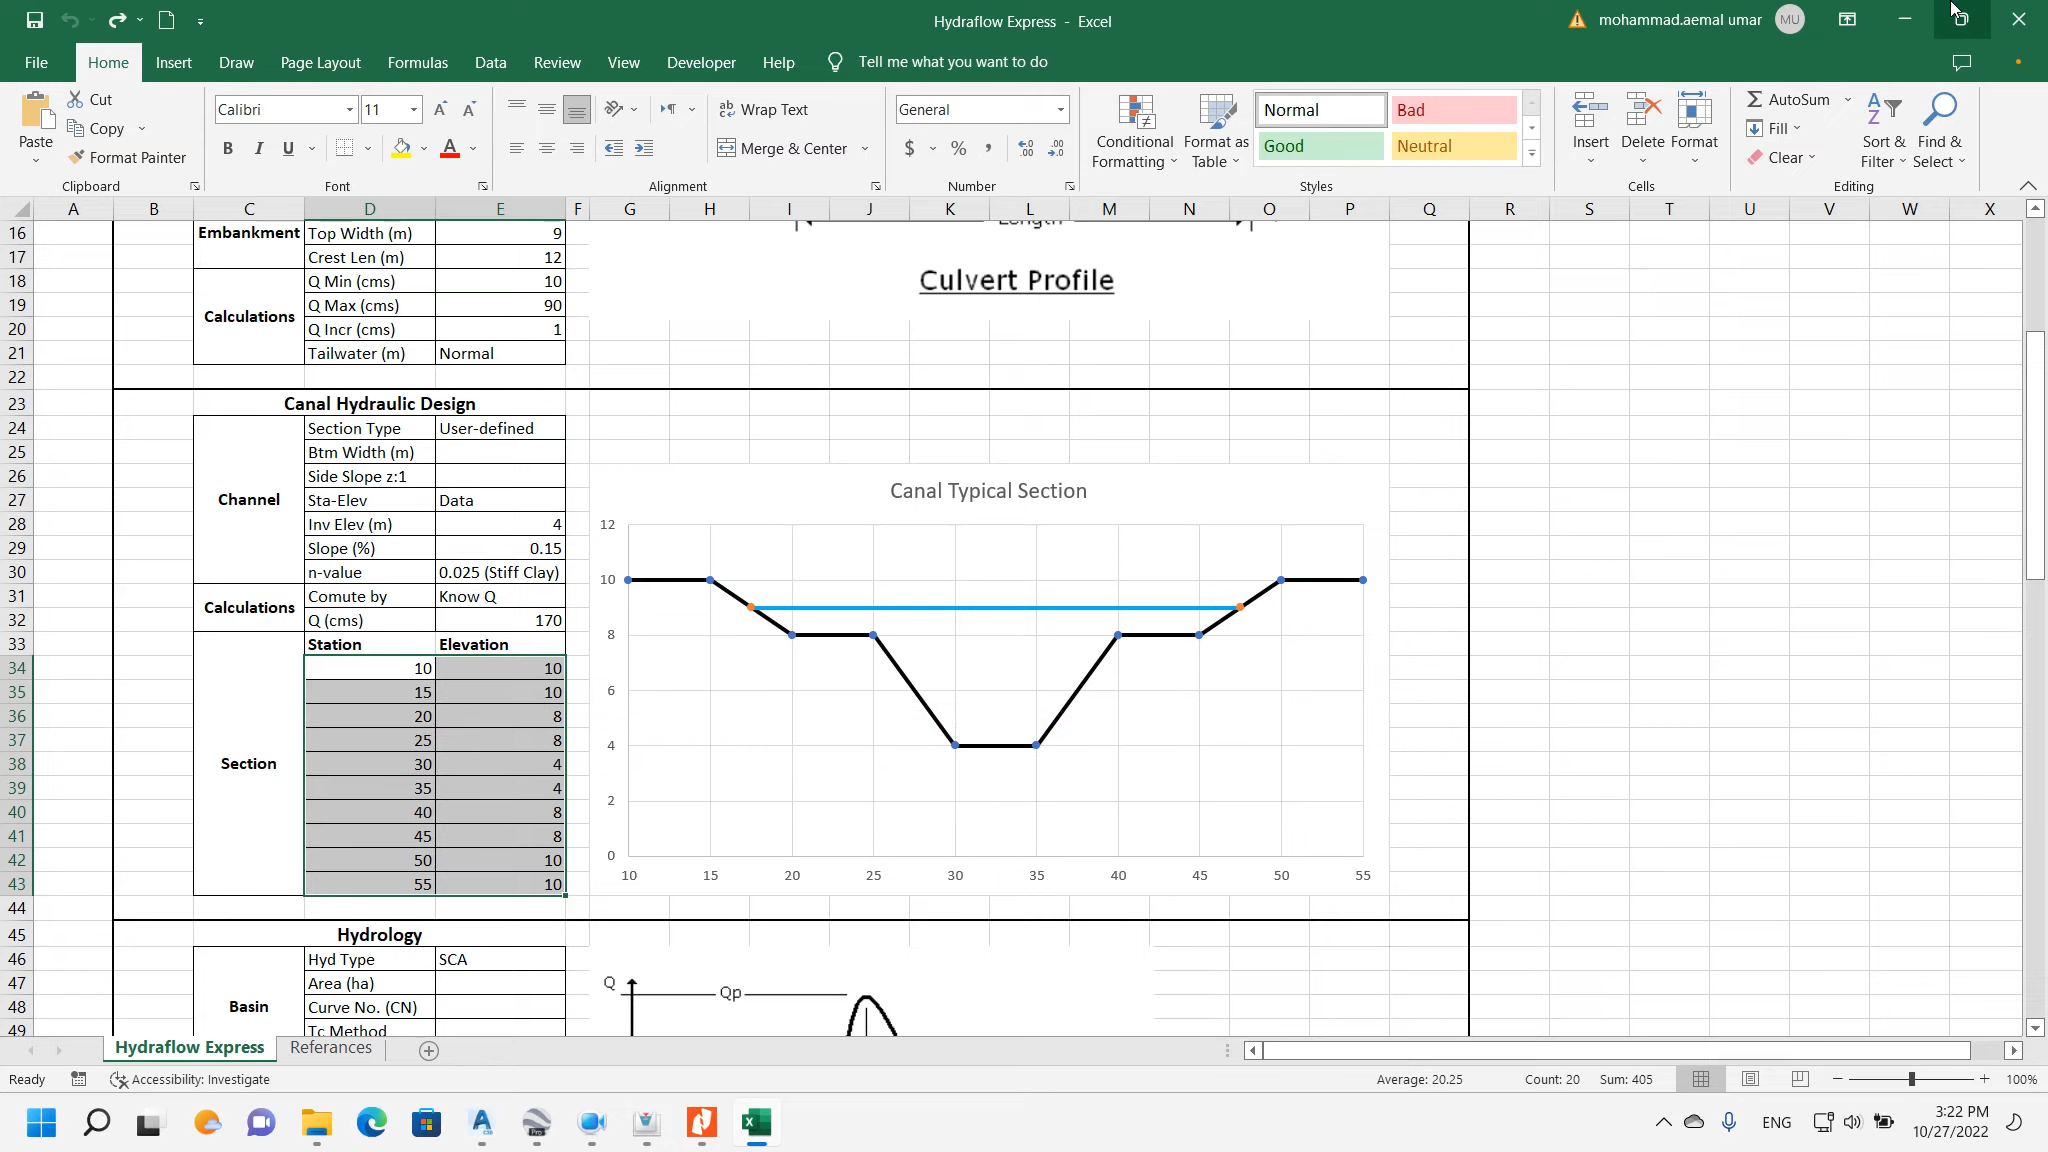 Hydraflow Express - Excel
mohammad.aemal umar
MU
File Home Insert Draw Page Layout Formulas Data Review View Developer Help Tell me what you want to do
Paste
Cut
Copy
Format Painter
Clipboard
Calibri 11
B I U
Font
Wrap Text
Merge & Center
Alignment
General
$ %
Number
Conditional Formatting
Format as Table
Normal Bad
Good Neutral
Styles
Insert Delete Format
Cells
AutoSum
Fill
Clear
Sort & Filter
Find & Select
Editing
A B C D E F G H I J K L M N O P Q R S T U V W X
16 Embankment Top Width (m) 9
Length
17 Crest Len (m) 12
18 Q Min (cms) 10
Culvert Profile
19 Q Max (cms) 90
Calculations
20 Q Incr (cms) 1
21 Tailwater (m) Normal
22
23 Canal Hydraulic Design
24 Section Type User-defined
25 Btm Width (m)
26 Side Slope z:1
27 Channel Sta-Elev Data
28 Inv Elev (m) 4
29 Slope (%) 0.15
30 n-value 0.025 (Stiff Clay)
31 Comute by Know Q
Calculations
32 Q (cms) 170
33 Station Elevation
34 10 10
35 15 10
36 20 8
37 25 8
38 Section 30 4
39 35 4
40 40 8
41 45 8
42 50 10
43 55 10
44
Canal Typical Section
12
10
8
6
4
2
0
10 15 20 25 30 35 40 45 50 55
45 Hydrology
46 Hyd Type SCA
47 Area (ha)
48 Basin Curve No. (CN)
49 Tc Method
Q
Qp
Hydraflow Express Referances
Ready Accessibility: Investigate Average: 20.25 Count: 20 Sum: 405 100%
ENG
3:22 PM
10/27/2022